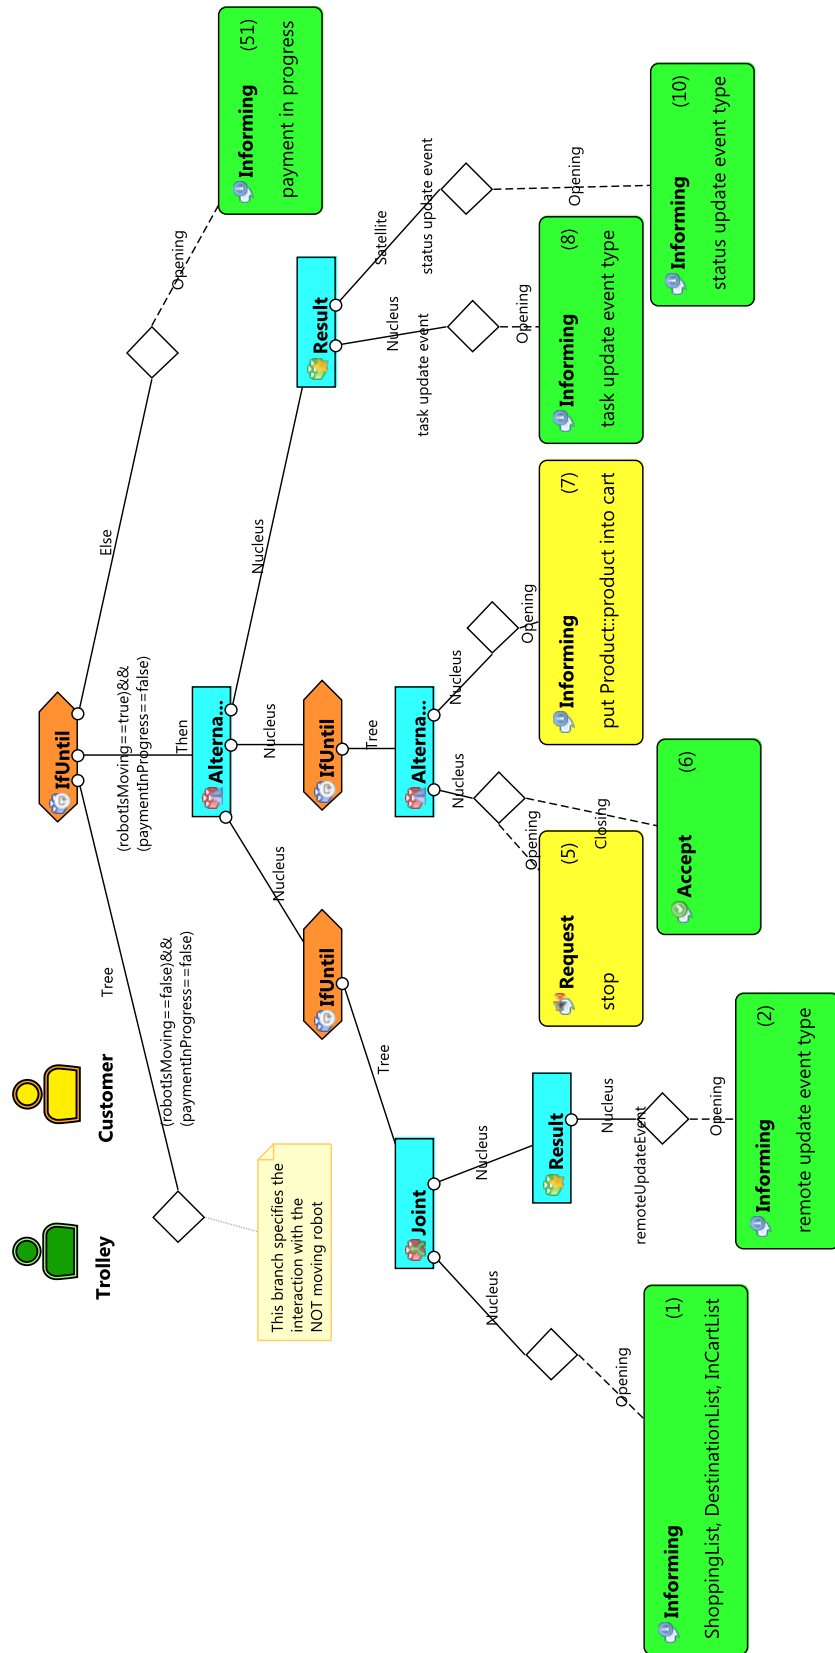 Trolley
Customer
IfUntil
Tree
(robotIsMoving==false)&&
(paymentInProgress==false)
(robotIsMoving==true)&&
(paymentInProgress==false)
Then
Else
Opening
Informing
(51)
payment in progress
This branch specifies the
interaction with the
NOT moving robot
Alterna...
Nucleus
Nucleus
Nucleus
IfUntil
Tree
IfUntil
Tree
Result
Nucleus
task update event
Satellite
status update event
Joint
Nucleus
Nucleus
Alterna...
Nucleus
Nucleus
Result
Nucleus
remoteUpdateEvent
Opening
Opening
Opening
Closing
Opening
Opening
Opening
Informing
(1)
ShoppingList, DestinationList, InCartList
Informing
(2)
remote update event type
Request
(5)
stop
Accept
(6)
Informing
(7)
put Product::product into cart
Informing
(8)
task update event type
Informing
(10)
status update event type